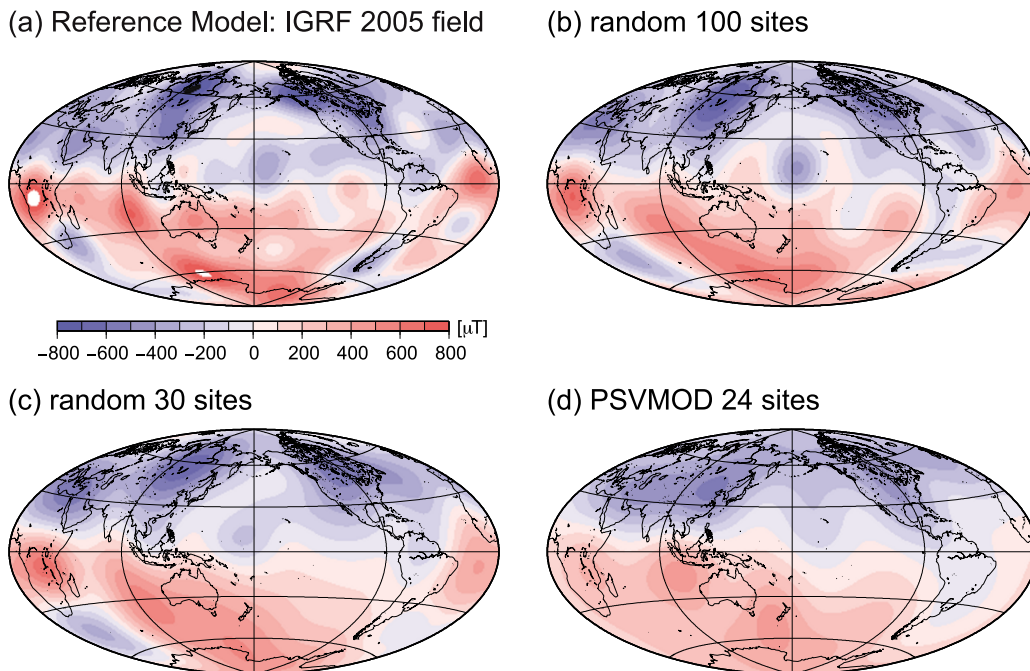 (a) Reference Model: IGRF 2005 field
(b) random 100 sites
[µT]
−800 −600 −400 −200 0 200 400 600 800
(c) random 30 sites
(d) PSVMOD 24 sites